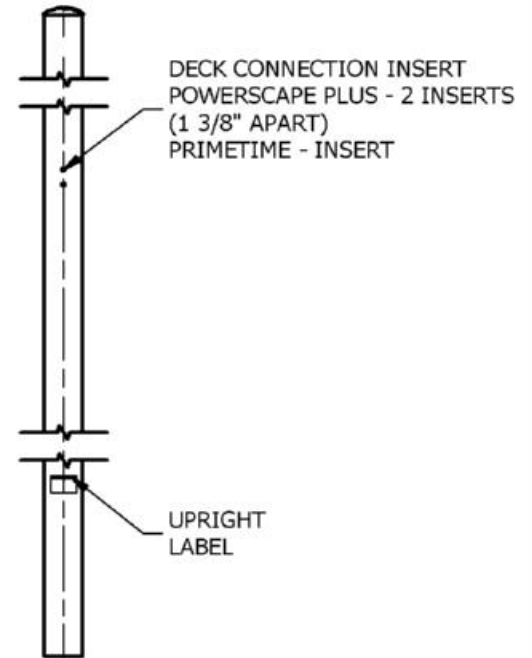 DECK CONNECTION INSERT
POWERSCAPE PLUS - 2 INSERTS
(1 3/8" APART)
PRIMETIME - INSERT
UPRIGHT
LABEL